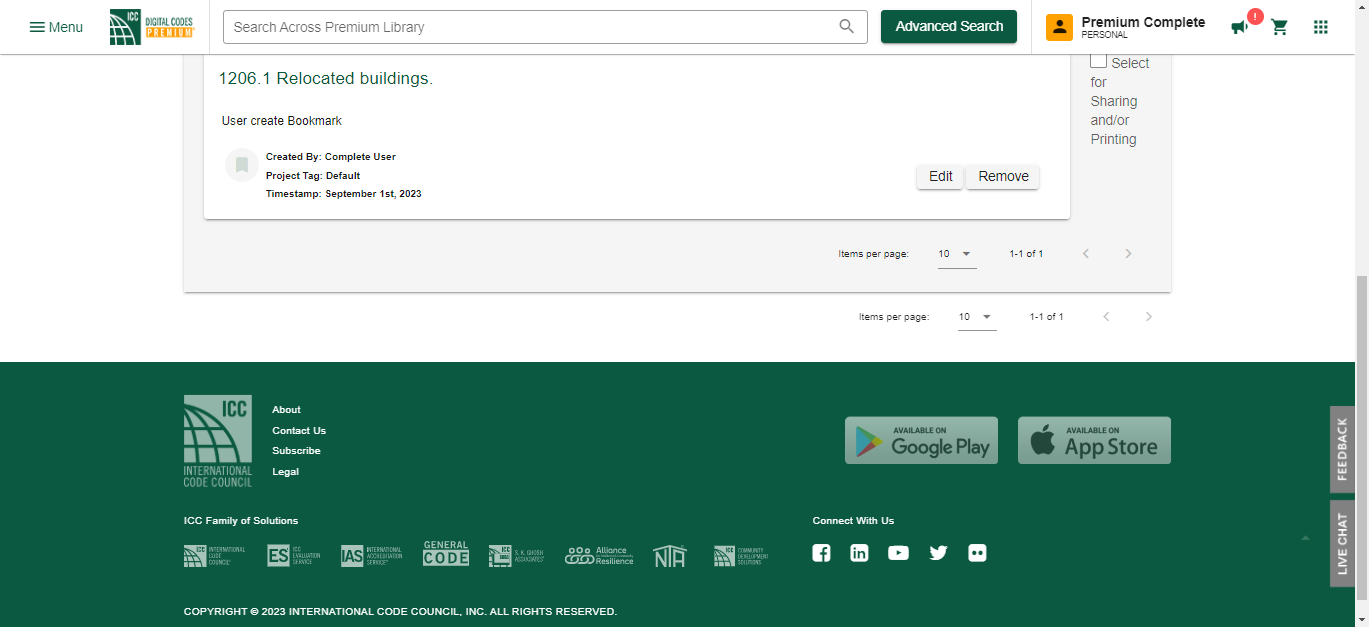 Menu
ICC
DIGITAL CODES
PREMIUM
Search Across Premium Library
Advanced Search
Premium Complete
PERSONAL
!
1206.1 Relocated buildings.
User create Bookmark
Created By: Complete User
Project Tag: Default
Timestamp: September 1st, 2023
Edit
Remove
Select
for
Sharing
and/or
Printing
Items per page:
10
1-1 of 1
Items per page:
10
1-1 of 1
ICC
INTERNATIONAL
CODE COUNCIL
About
Contact Us
Subscribe
Legal
AVAILABLE ON
Google Play
AVAILABLE ON
App Store
FEEDBACK
LIVE CHAT
ICC Family of Solutions
Connect With Us
ICC
INTERNATIONAL
CODE
COUNCIL
ES
ICC
EVALUATION
SERVICE
IAS
INTERNATIONAL
ACCREDITATION
SERVICE
GENERAL
CODE
ICC
S. K. GHOSH
ASSOCIATES
Alliance
Resilience
NTA
ICC
COMMUNITY
DEVELOPMENT
SOLUTIONS
COPYRIGHT © 2023 INTERNATIONAL CODE COUNCIL, INC. ALL RIGHTS RESERVED.